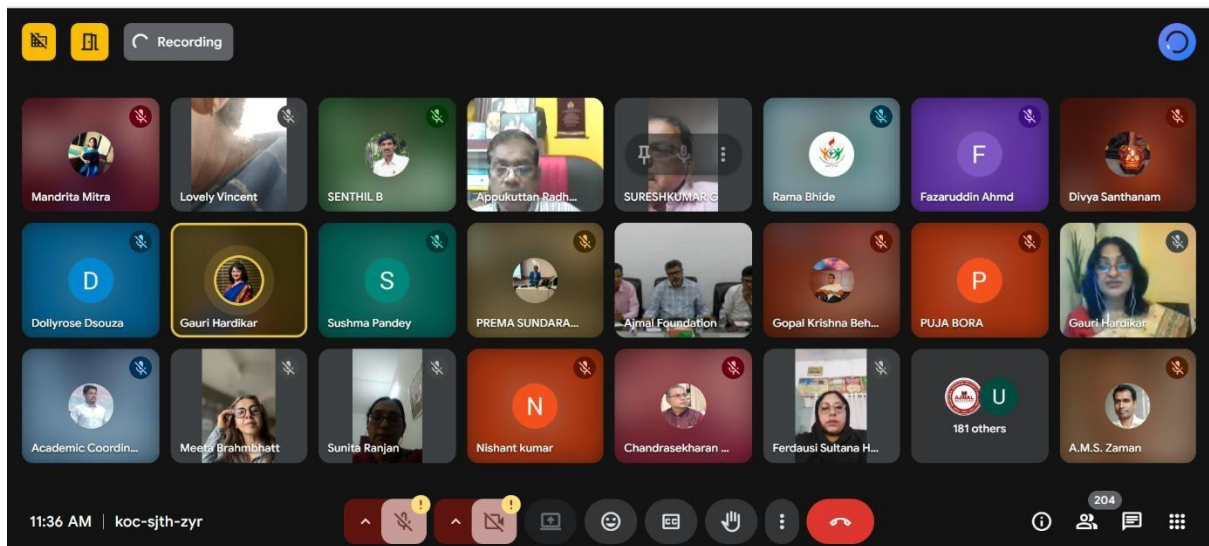 Recording
Mandrita Mitra
Lovely Vincent
SENTHIL B
Appukuttan Radh...
SURESHKUMAR G
Rama Bhide
F
Fazaruddin Ahmd
Divya Santhanam
D
Dollyrose Dsouza
Gauri Hardikar
S
Sushma Pandey
PREMA SUNDARA...
Ajmal Foundation
Gopal Krishna Beh...
P
PUJA BORA
Gauri Hardikar
Academic Coordin...
Meeta Brahmbhatt
Sunita Ranjan
N
Nishant kumar
Chandrasekharan ...
Ferdausi Sultana H...
AJMAL
U
181 others
A.M.S. Zaman
11:36 AM | koc-sjth-zyr
!
!
CC
204